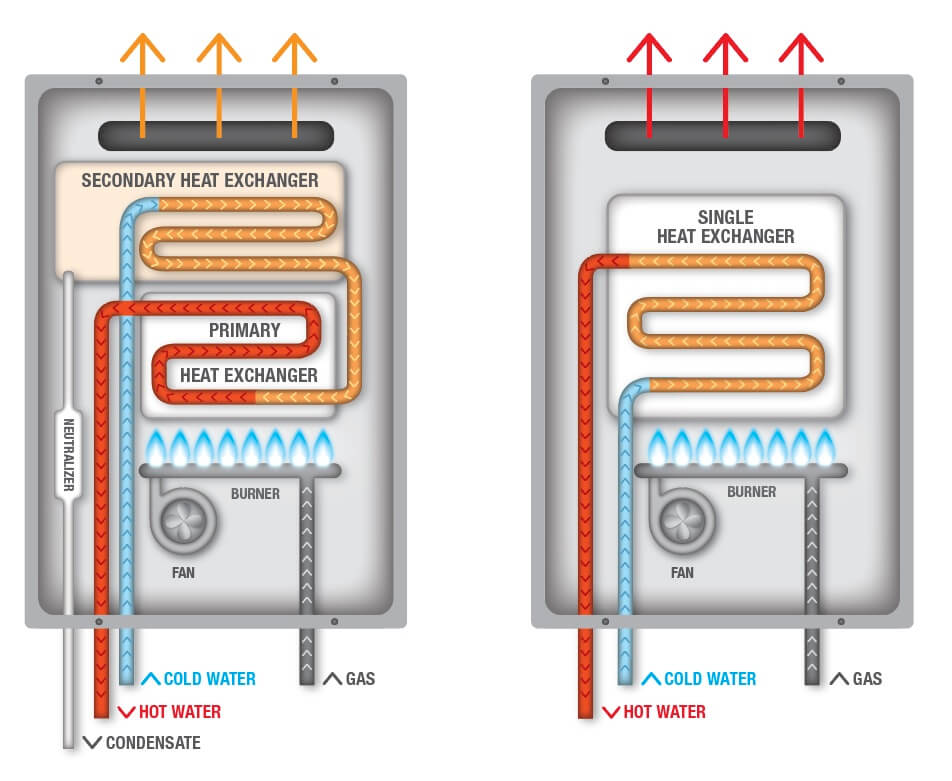 SECONDARY HEAT EXCHANGER
PRIMARY
HEAT EXCHANGER
NEUTRALIZER
BURNER
FAN
COLD WATER
GAS
HOT WATER
CONDENSATE
SINGLE
HEAT EXCHANGER
BURNER
FAN
COLD WATER
GAS
HOT WATER